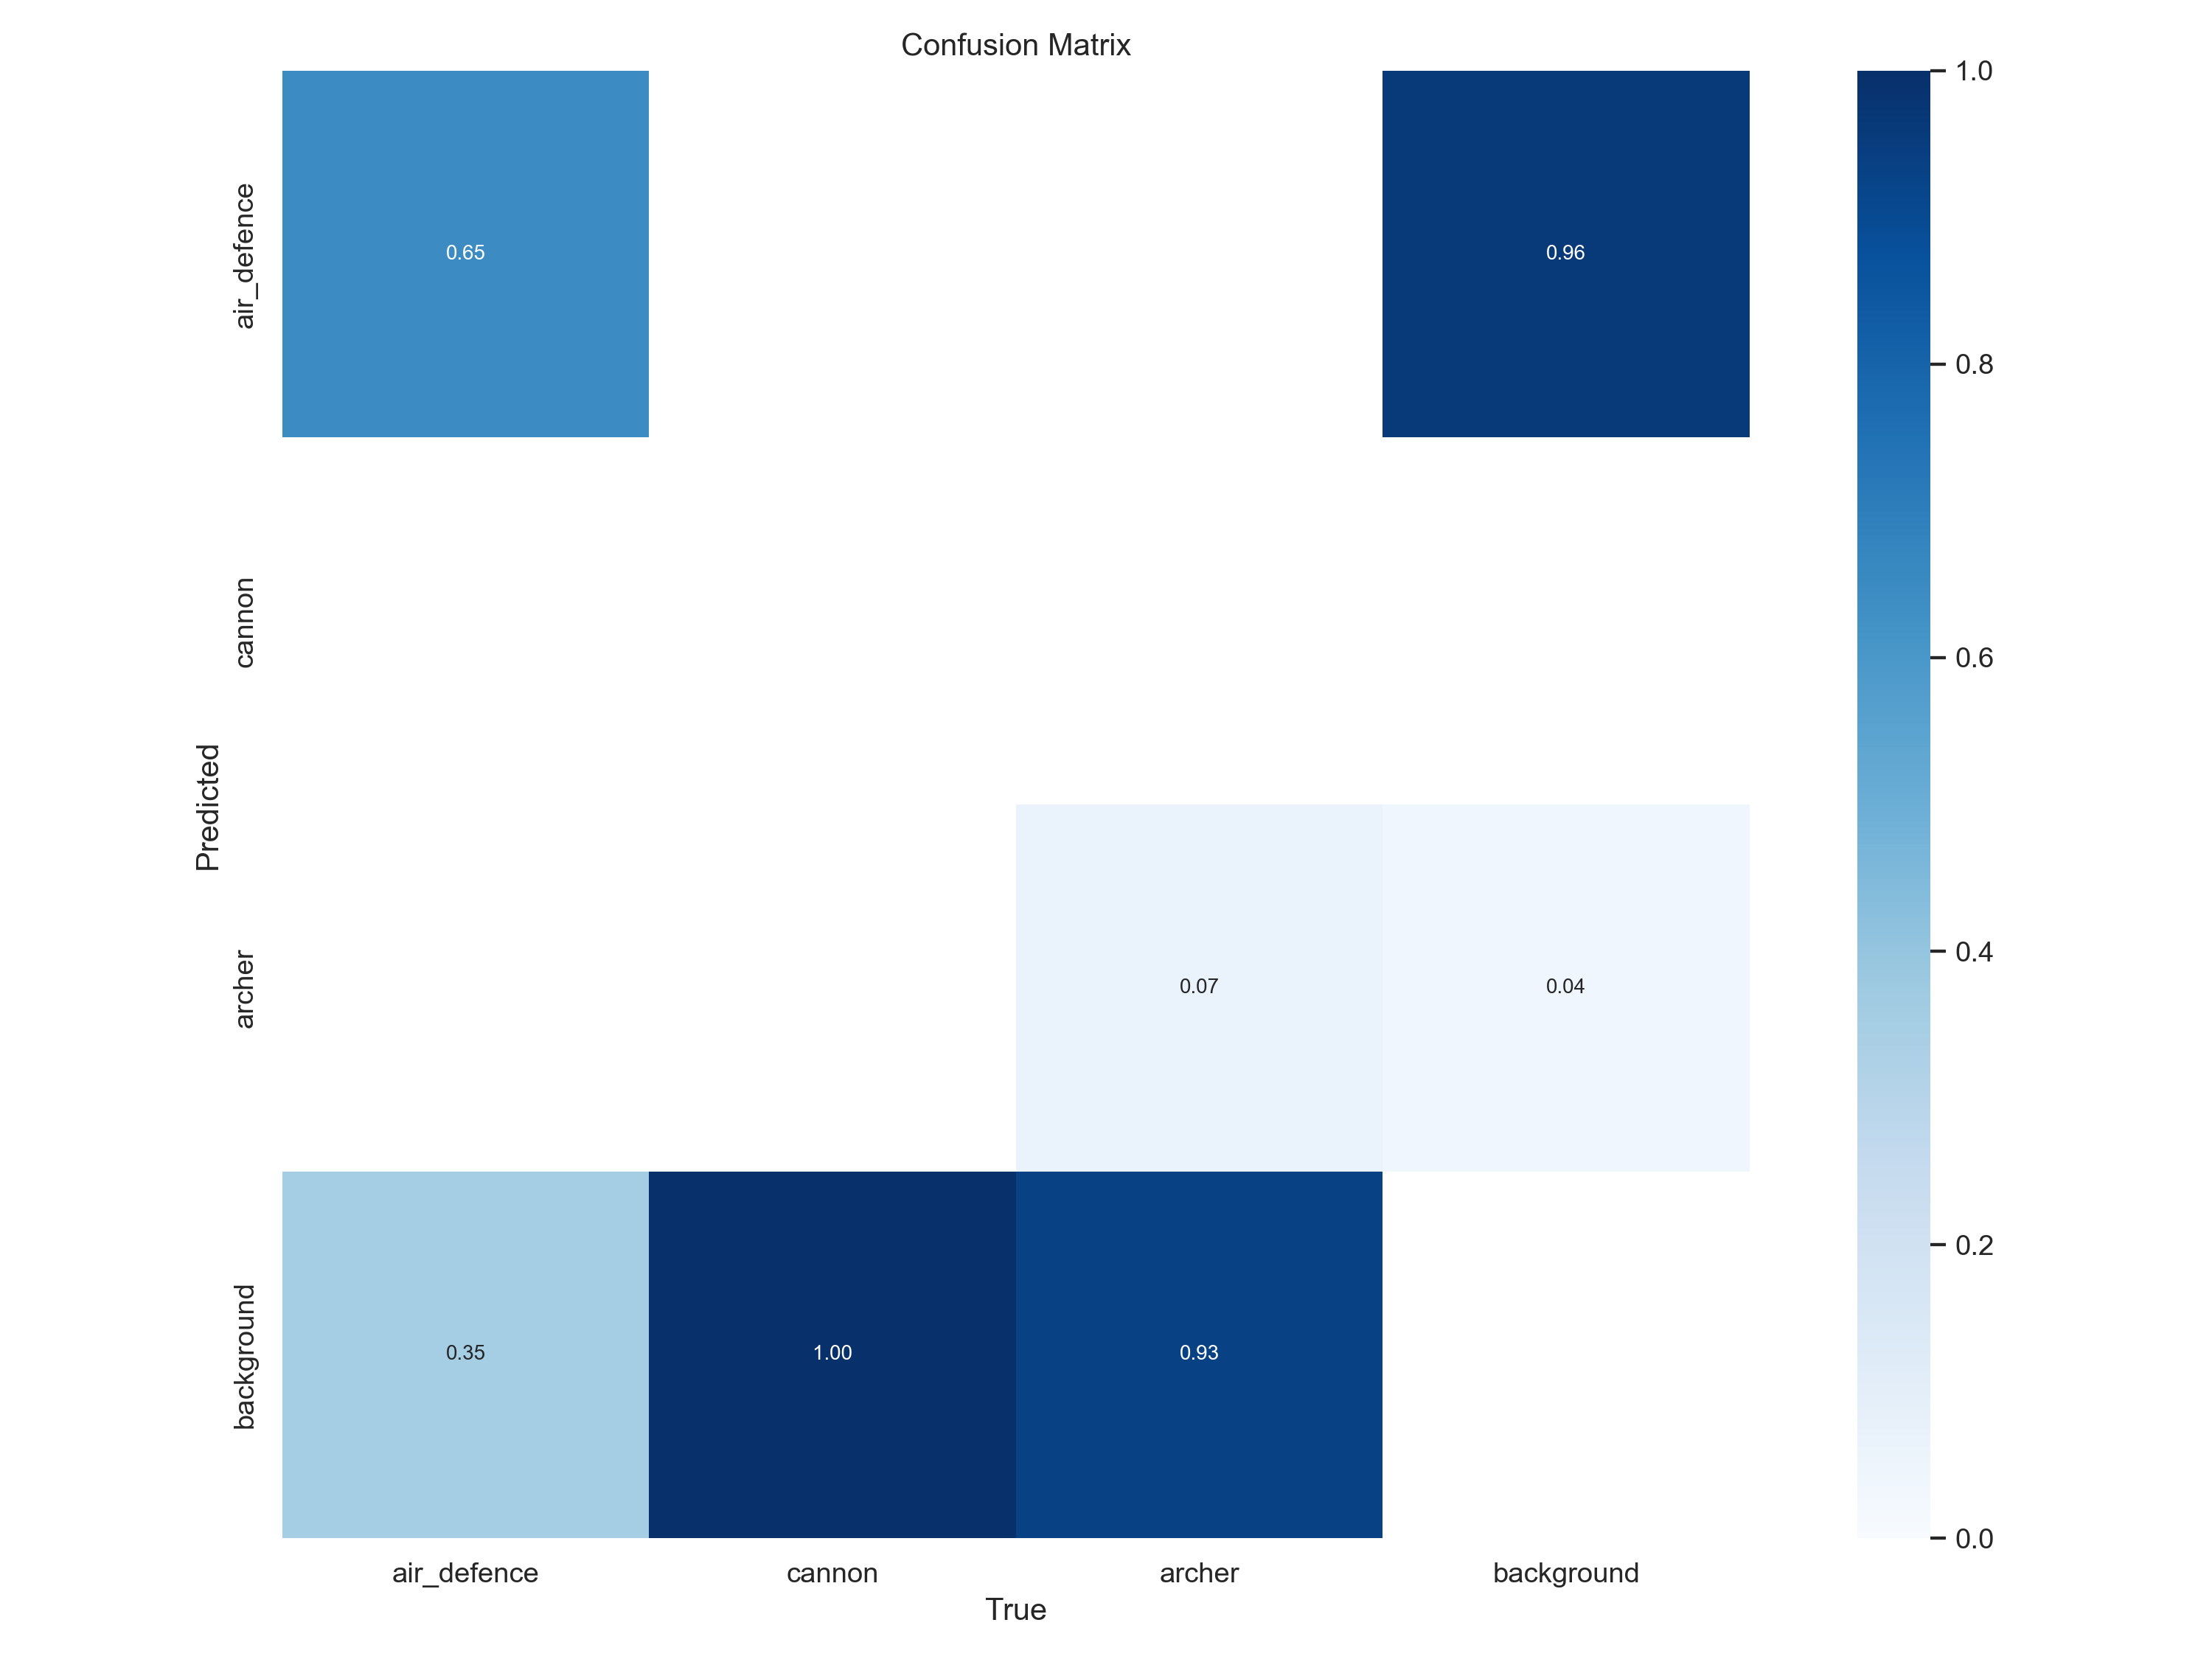 Confusion Matrix
1.0
0.8
0.6
0.4
0.2
0.0
Predicted
air_defence
cannon
archer
background
0.65
0.96
0.07
0.04
0.35
1.00
0.93
air_defence
cannon
archer
background
True